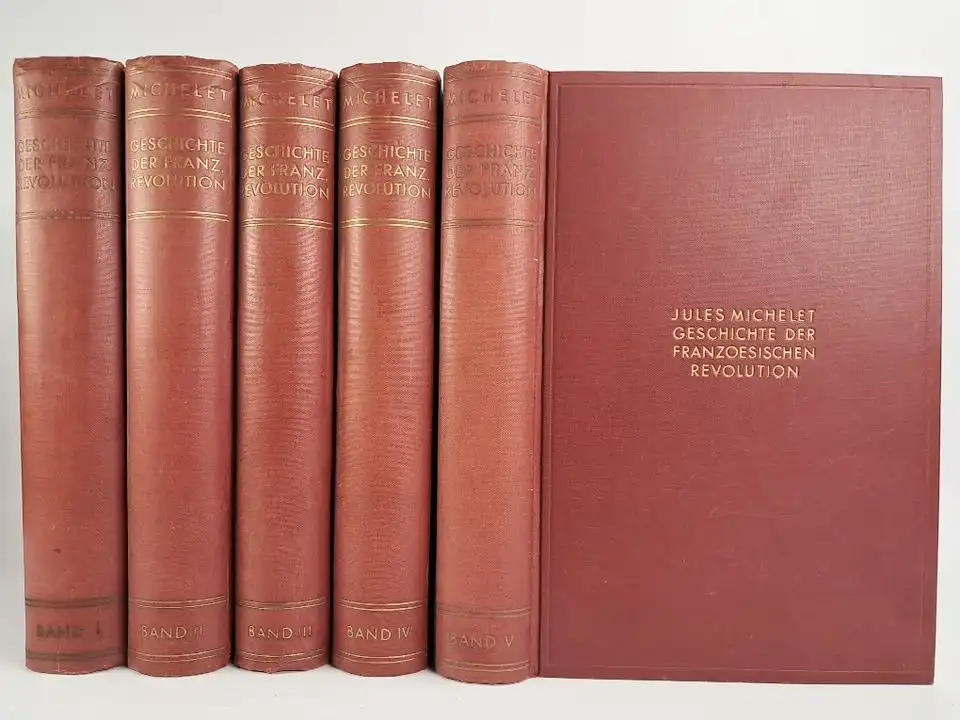 MICHELET
GESCHICHTE
DER FRANZ.
REVOLUTION
BAND I
MICHELET
GESCHICHTE
DER FRANZ.
REVOLUTION
BAND II
MICHELET
GESCHICHTE
DER FRANZ.
REVOLUTION
BAND III
MICHELET
GESCHICHTE
DER FRANZ.
REVOLUTION
BAND IV
MICHELET
GESCHICHTE
DER FRANZ.
REVOLUTION
BAND V
JULES MICHELET
GESCHICHTE DER
FRANZOESISCHEN
REVOLUTION